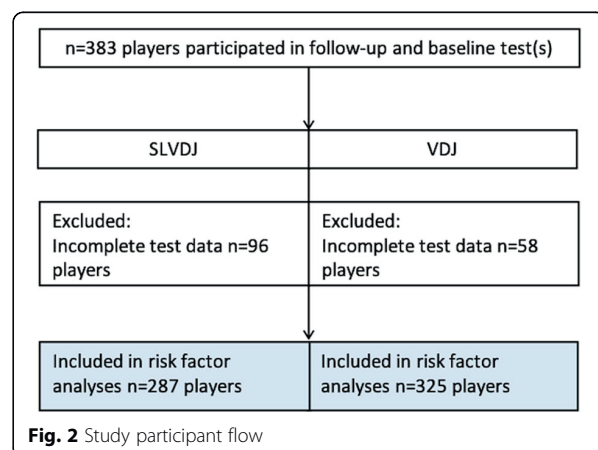 n=383 players participated in follow-up and baseline test(s)
SLVDJ
VDJ
Excluded:
Incomplete test data n=96
players
Excluded:
Incomplete test data n=58
players
Included in risk factor
analyses n=287 players
Included in risk factor
analyses n=325 players
Fig. 2 Study participant flow